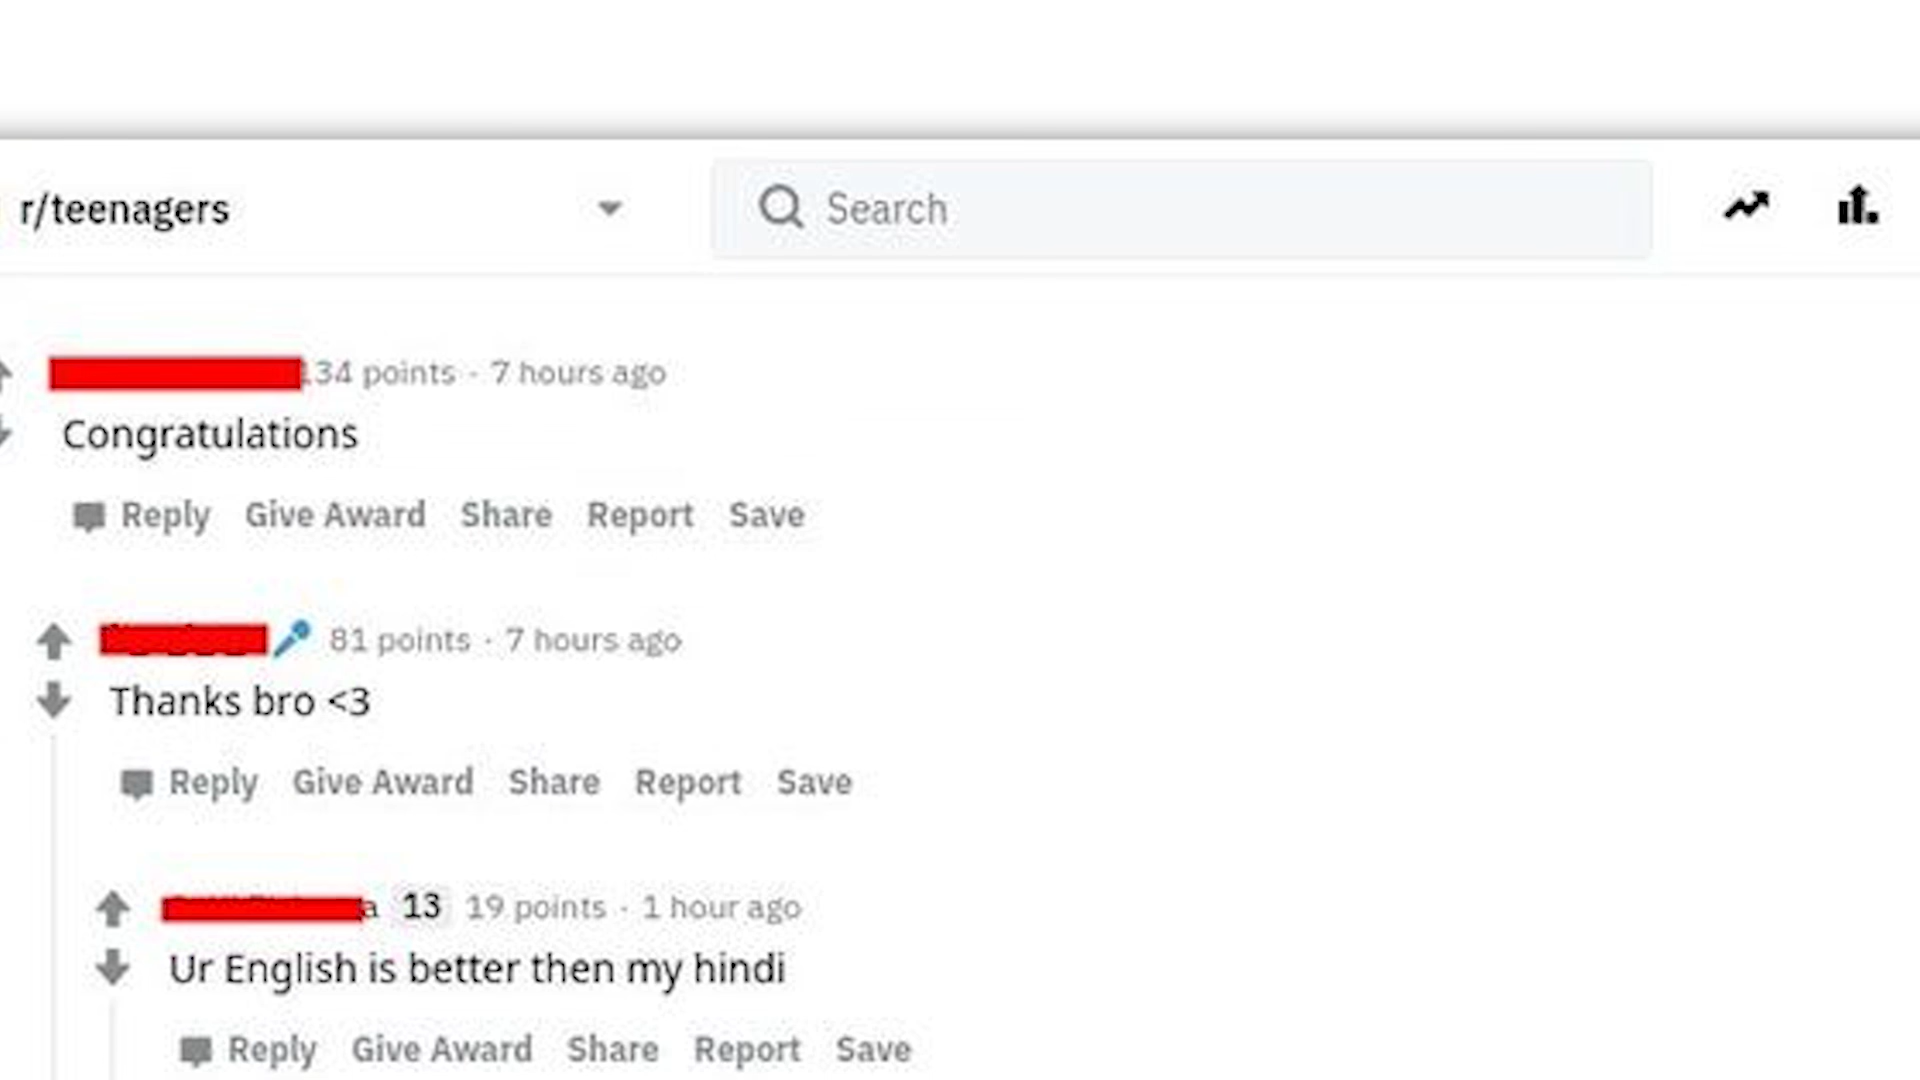 r/teenagers Search
134 points · 7 hours ago
Congratulations
Reply Give Award Share Report Save
81 points · 7 hours ago
Thanks bro <3
Reply Give Award Share Report Save
a 13 19 points · 1 hour ago
Ur English is better then my hindi
Reply Give Award Share Report Save